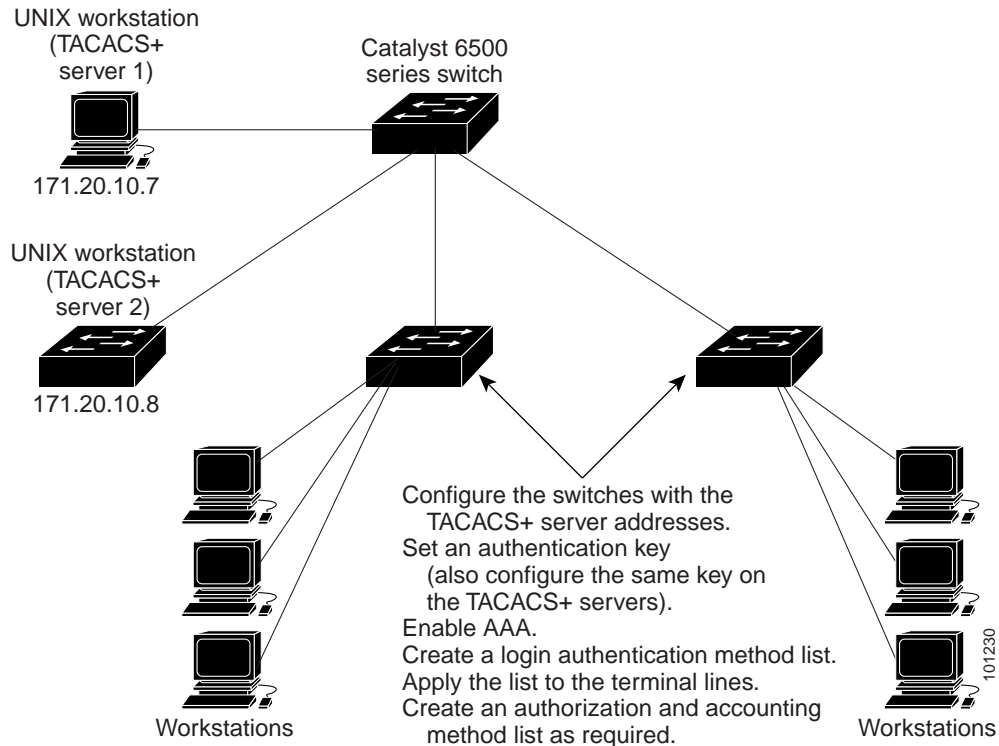 UNIX workstation
(TACACS+
server 1)
Catalyst 6500
series switch
171.20.10.7
UNIX workstation
(TACACS+
server 2)
171.20.10.8
Configure the switches with the
TACACS+ server addresses.
Set an authentication key
(also configure the same key on
the TACACS+ servers).
Enable AAA.
Create a login authentication method list.
Apply the list to the terminal lines.
Create an authorization and accounting
method list as required.
Workstations
Workstations
101230